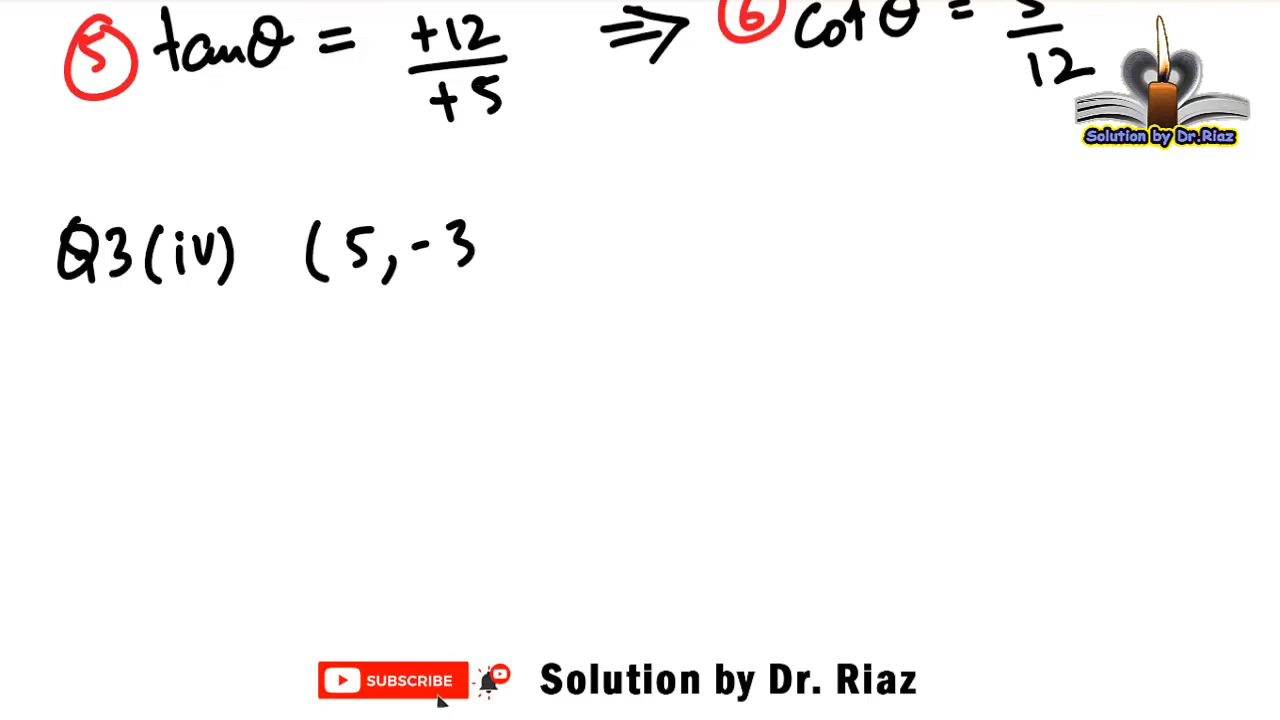 5 tanθ = +12/+5 ⇒ 6 cotθ = 5/12
Solution by Dr.Riaz
Q3(iv) (5,-3
SUBSCRIBE
Solution by Dr. Riaz